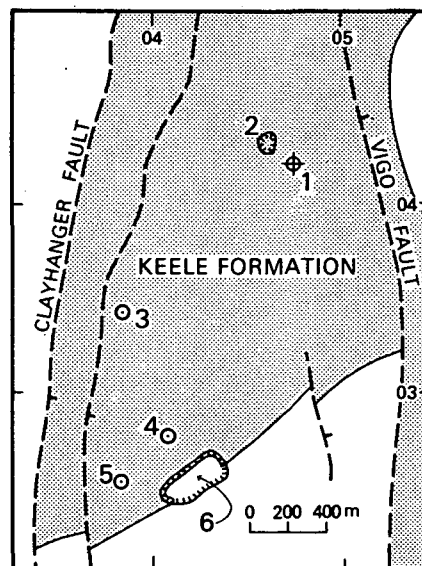 04
05
2
1
CLAYHANGER FAULT
VIGO FAULT
04
KEELE FORMATION
3
03
4
5
6
0 200 400 m